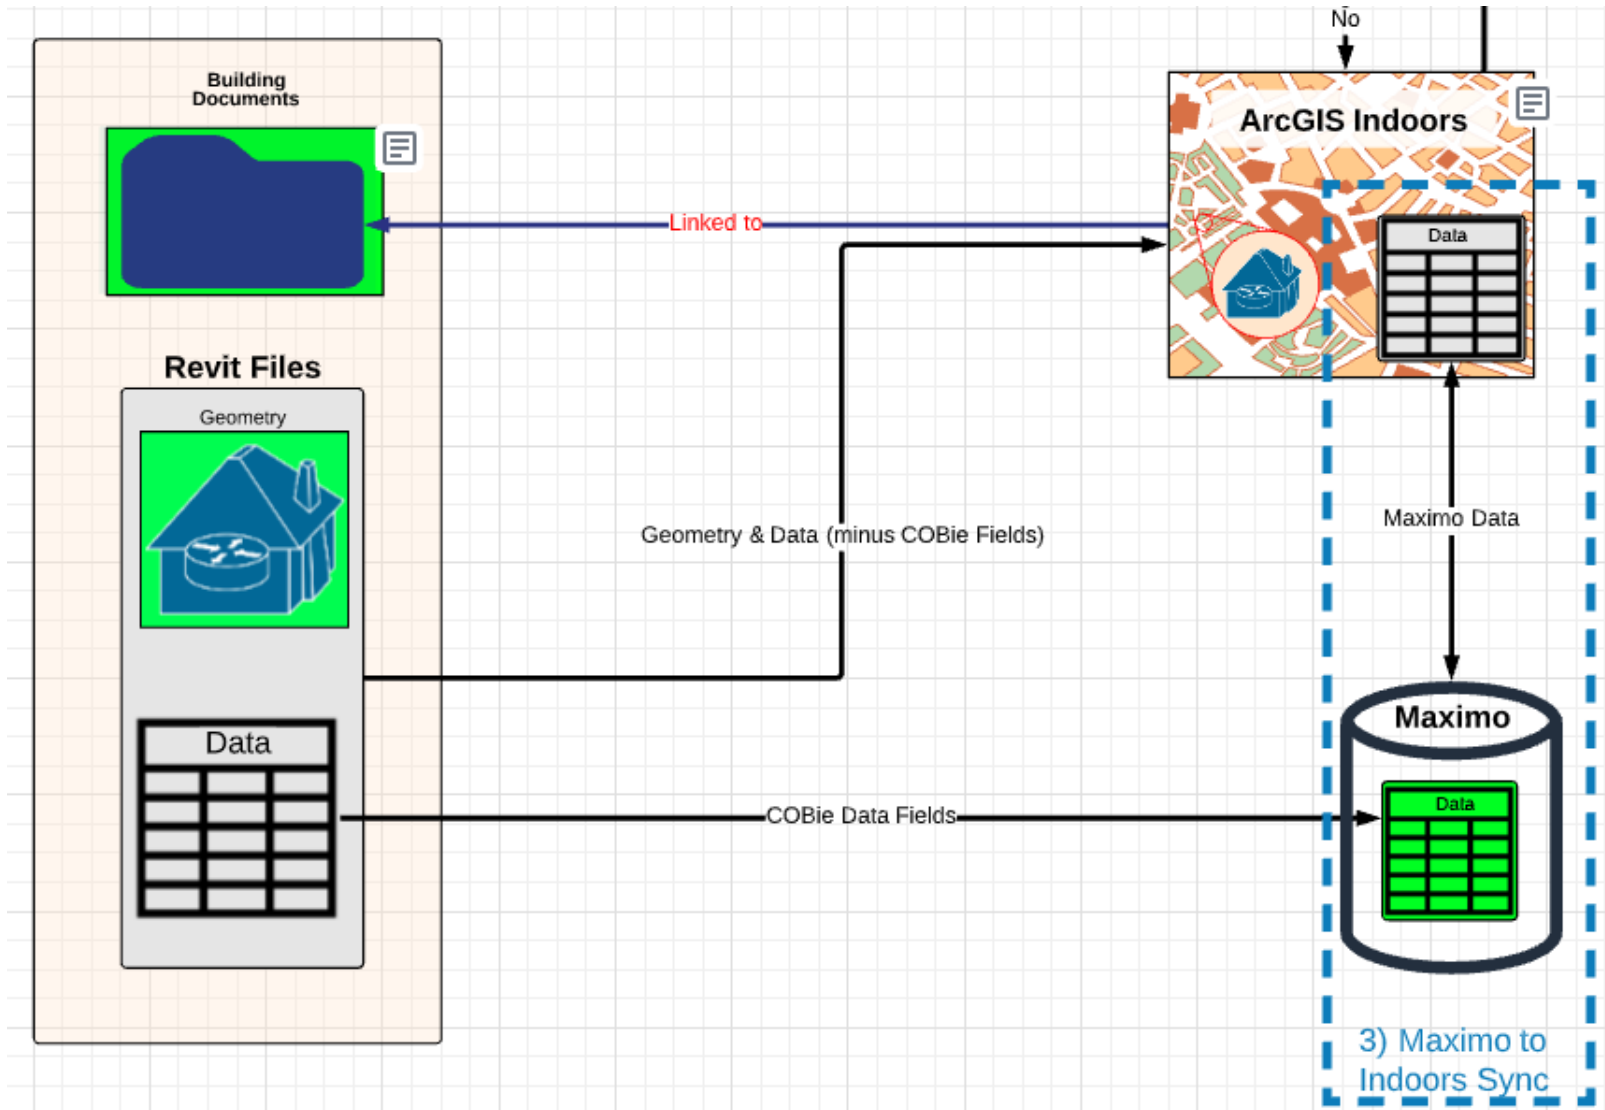 No
Building
Documents
ArcGIS Indoors
Linked to
Data
Revit Files
Geometry
Maximo Data
Geometry & Data (minus COBie Fields)
Maximo
Data
Data
COBie Data Fields
3) Maximo to
Indoors Sync